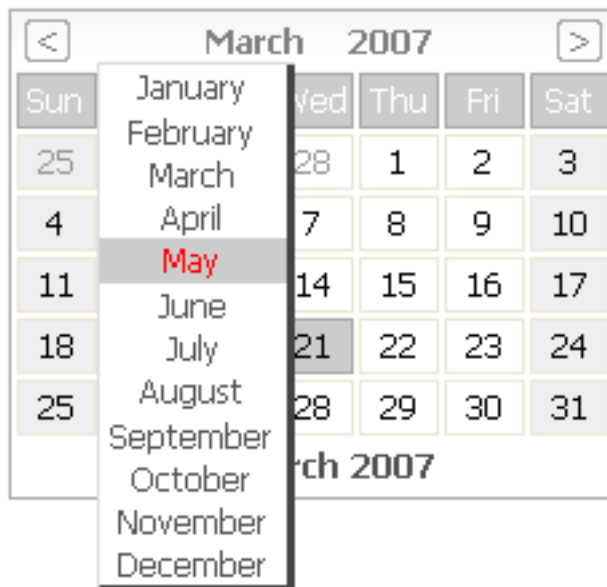 < March 2007 >
Sun Wed Thu Fri Sat
25 28 1 2 3
4 7 8 9 10
11 14 15 16 17
18 21 22 23 24
25 28 29 30 31
rch 2007
January
February
March
April
May
June
July
August
September
October
November
December